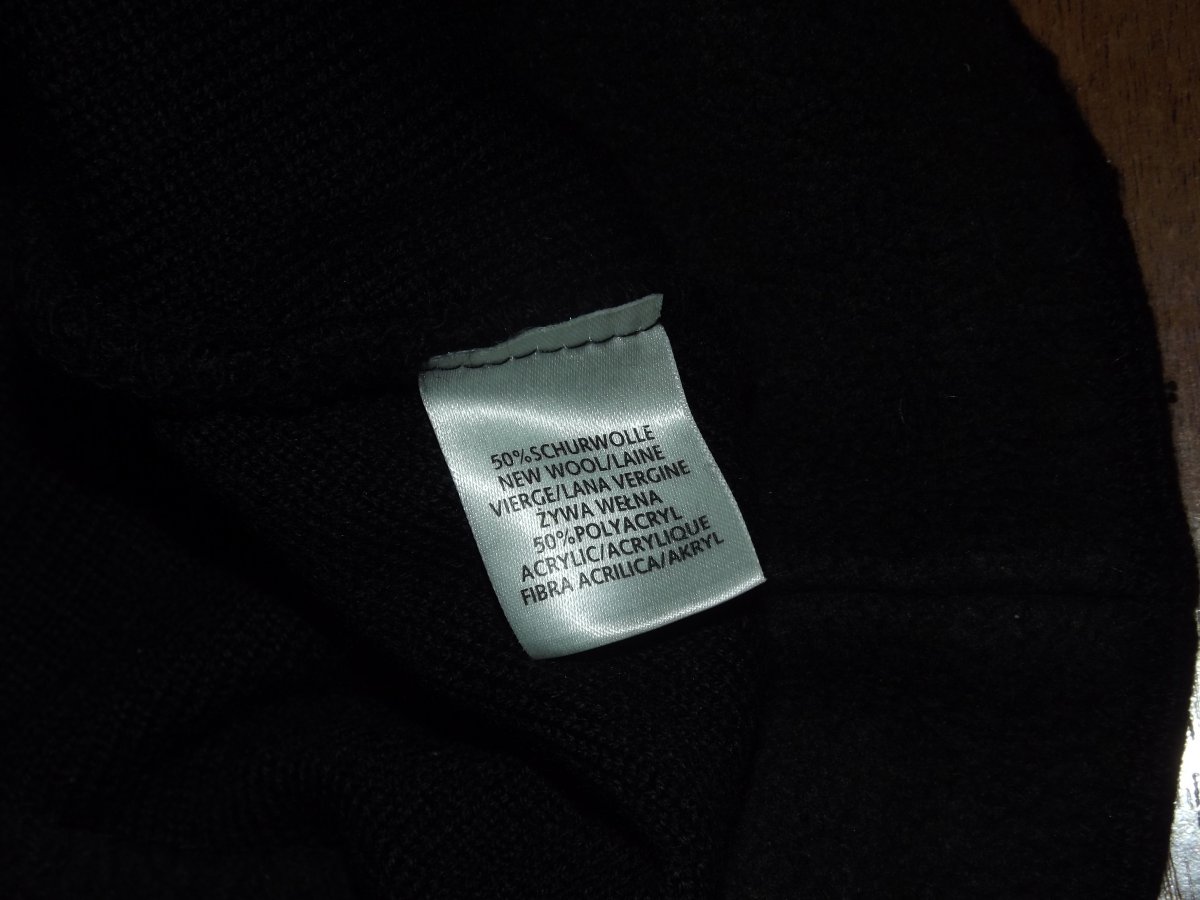 50%SCHURWOLLE
NEW WOOL/LAINE
VIERGE/LANA VERGINE
ŻYWA WEŁNA
50%POLYACRYL
ACRYLIC/ACRYLIQUE
FIBRA ACRILICA/AKRYL